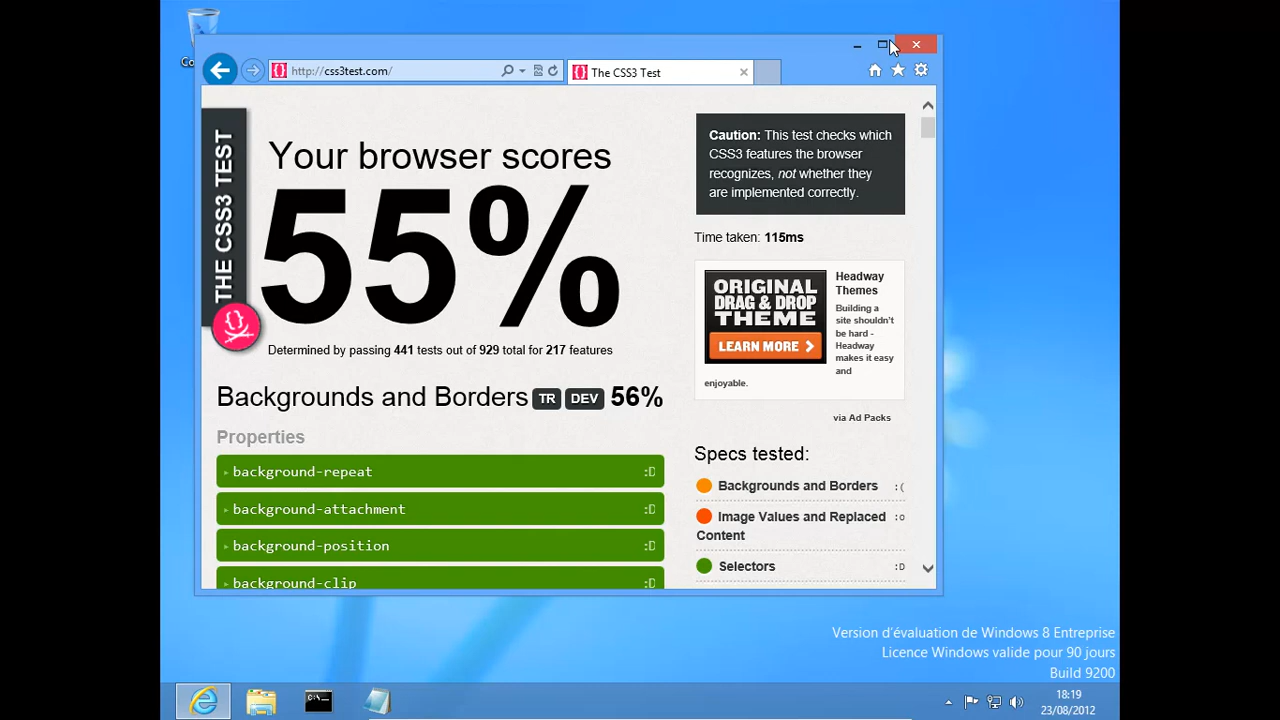 Co
http://css3test.com/
The CSS3 Test
THE CSS3 TEST
Your browser scores
55%
Determined by passing 441 tests out of 929 total for 217 features
Backgrounds and Borders TR DEV 56%
Properties
background-repeat :D
background-attachment :D
background-position :D
background-clip
Caution: This test checks which
CSS3 features the browser
recognizes, not whether they
are implemented correctly.
Time taken: 115ms
ORIGINAL
DRAG & DROP
THEME
LEARN MORE
Headway
Themes
Building a
site shouldn't
be hard -
Headway
makes it easy
and
enjoyable.
via Ad Packs
Specs tested:
Backgrounds and Borders :(
Image Values and Replaced :o
Content
Selectors :D
Version d'évaluation de Windows 8 Entreprise
Licence Windows valide pour 90 jours
Build 9200
18:19
23/08/2012